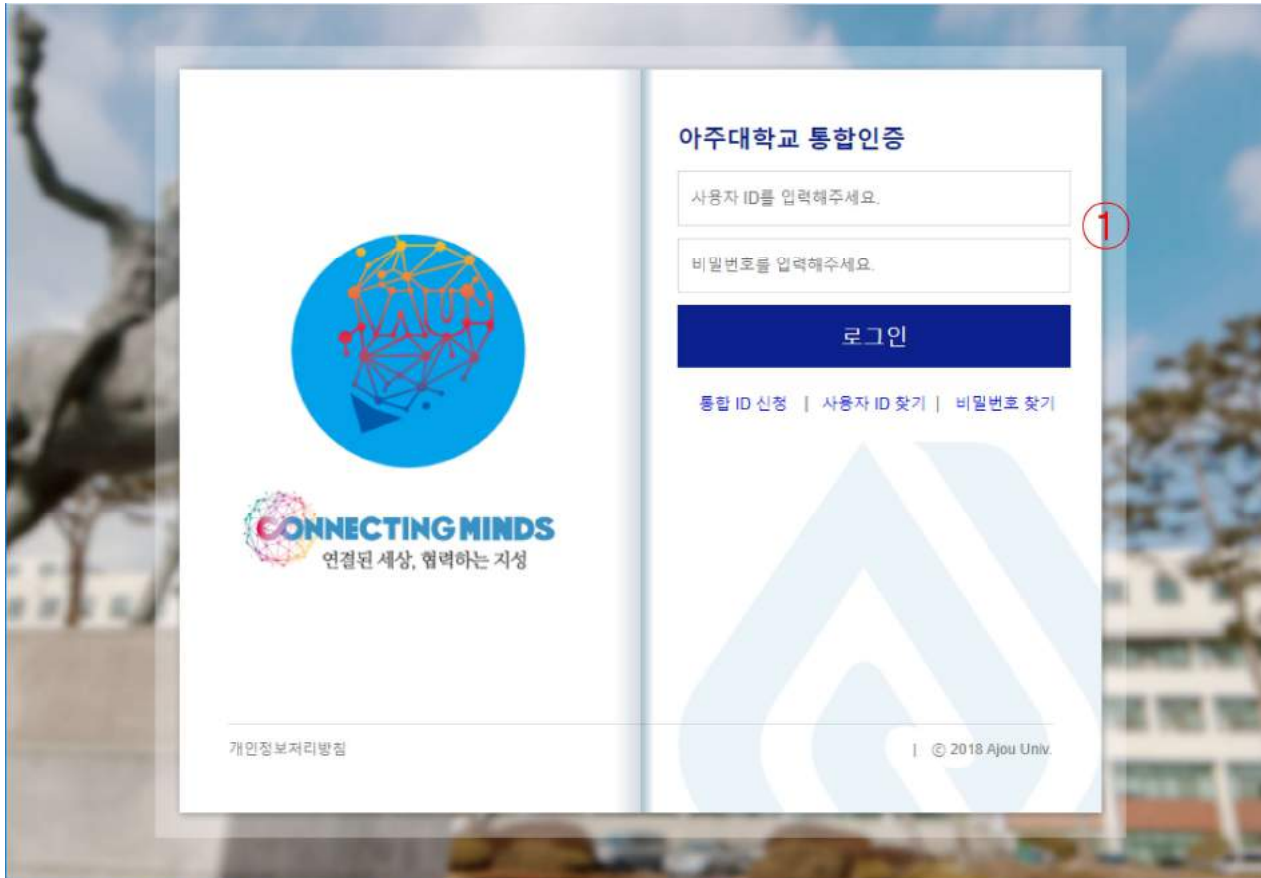 아주대학교 통합인증
사용자 ID를 입력해주세요.
①
비밀번호를 입력해주세요.
로그인
통합 ID 신청 | 사용자 ID 찾기 | 비밀번호 찾기
AJOU
CONNECTING MINDS
연결된 세상, 협력하는 지성
개인정보처리방침
| © 2018 Ajou Univ.